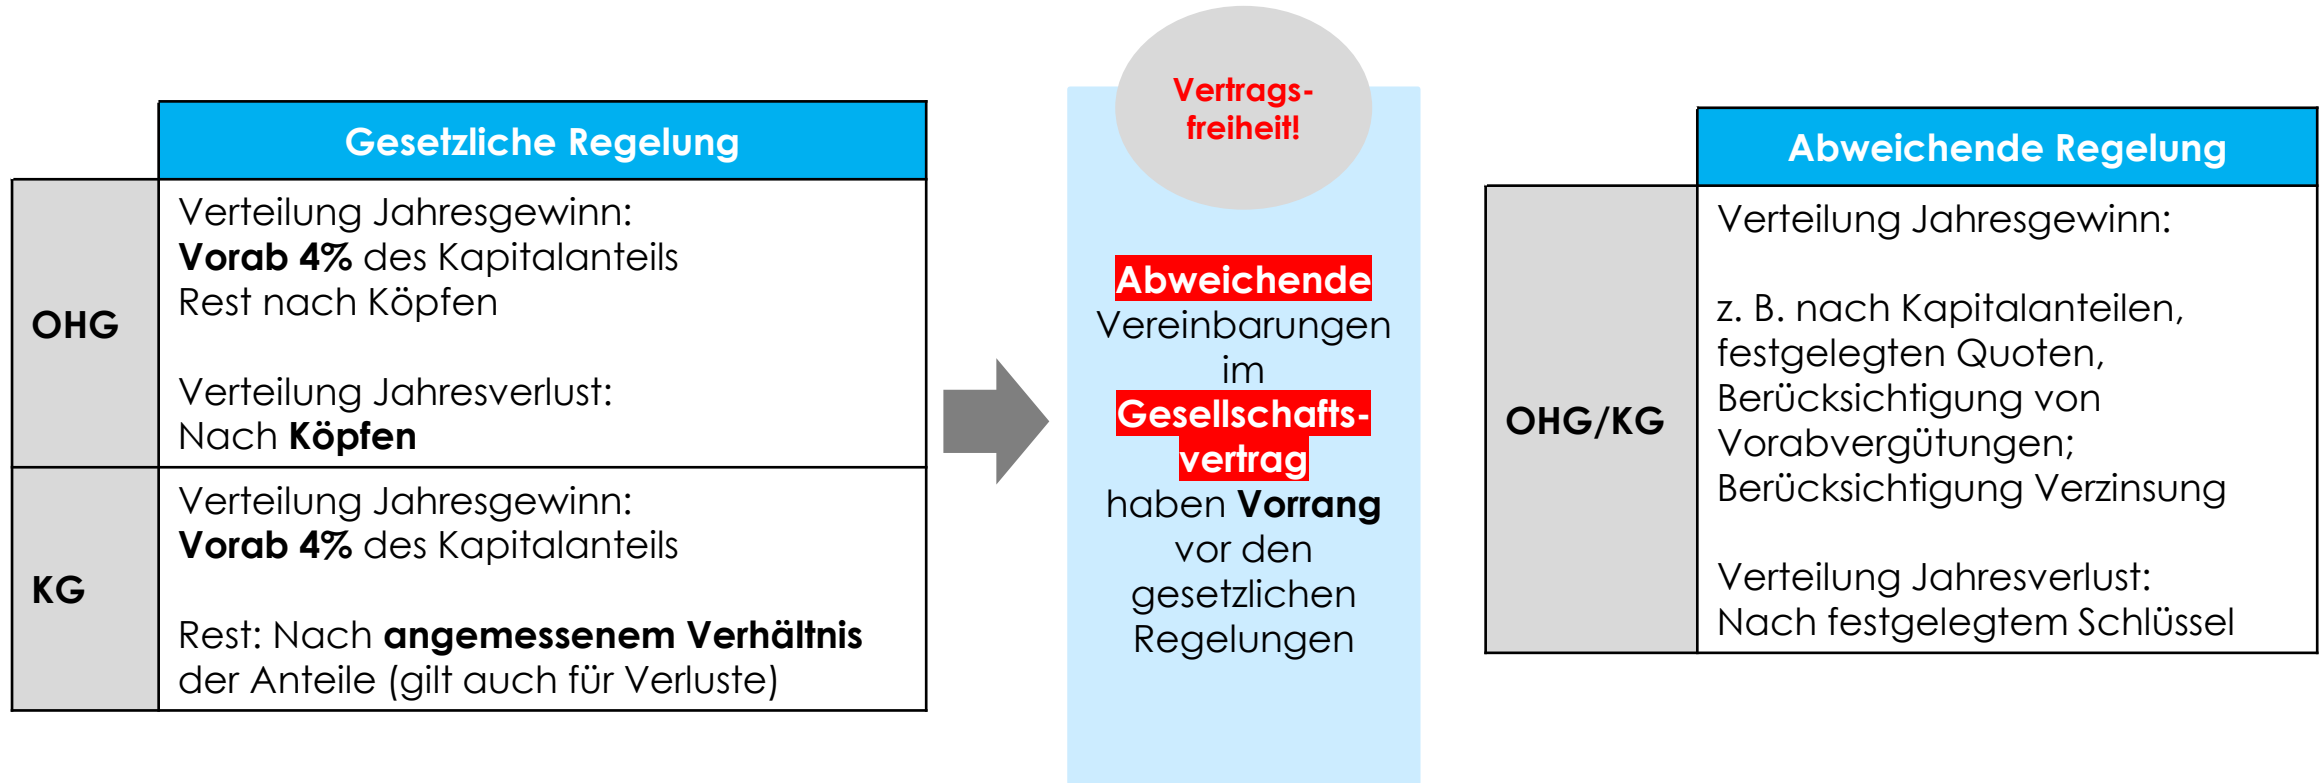 Gesetzliche Regelung
OHG
Verteilung Jahresgewinn:
Vorab 4% des Kapitalanteils
Rest nach Köpfen
Verteilung Jahresverlust:
Nach Köpfen
KG
Verteilung Jahresgewinn:
Vorab 4% des Kapitalanteils
Rest: Nach angemessenem Verhältnis
der Anteile (gilt auch für Verluste)
Vertrags-
freiheit!
Abweichende
Vereinbarungen
im
Gesellschafts-
vertrag
haben Vorrang
vor den
gesetzlichen
Regelungen
Abweichende Regelung
OHG/KG
Verteilung Jahresgewinn:
z. B. nach Kapitalanteilen,
festgelegten Quoten,
Berücksichtigung von
Vorabvergütungen;
Berücksichtigung Verzinsung
Verteilung Jahresverlust:
Nach festgelegtem Schlüssel